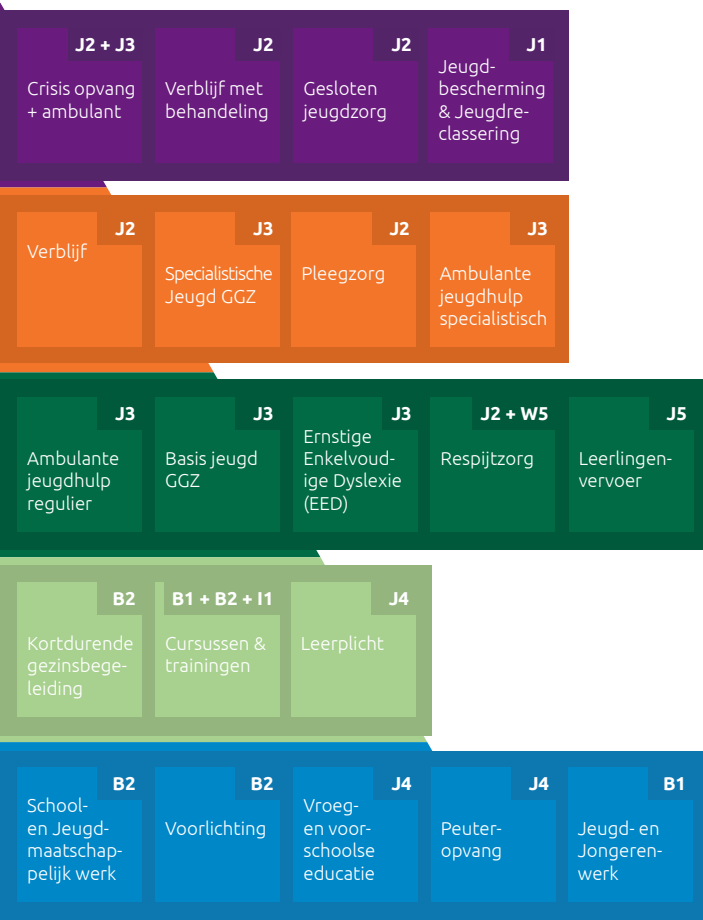 J2 + J3
Crisis opvang
+ ambulant
J2
Verblijf met
behandeling
J2
Gesloten
jeugdzorg
J1
Jeugd-
bescherming
& Jeugdre-
classering
J2
Verblijf
J3
Specialistische
Jeugd GGZ
J2
Pleegzorg
J3
Ambulante
jeugdhulp
specialistisch
J3
Ambulante
jeugdhulp
regulier
J3
Basis jeugd
GGZ
J3
Ernstige
Enkelvoud-
ige Dyslexie
(EED)
J2 + W5
Respijtzorg
J5
Leerlingen-
vervoer
B2
Kortdurende
gezinsbege-
leiding
B1 + B2 + I1
Cursussen &
trainingen
J4
Leerplicht
B2
School-
en Jeugd-
maatschap-
pelijk werk
B2
Voorlichting
J4
Vroeg-
en voor-
schoolse
educatie
J4
Peuter-
opvang
B1
Jeugd- en
Jongeren-
werk